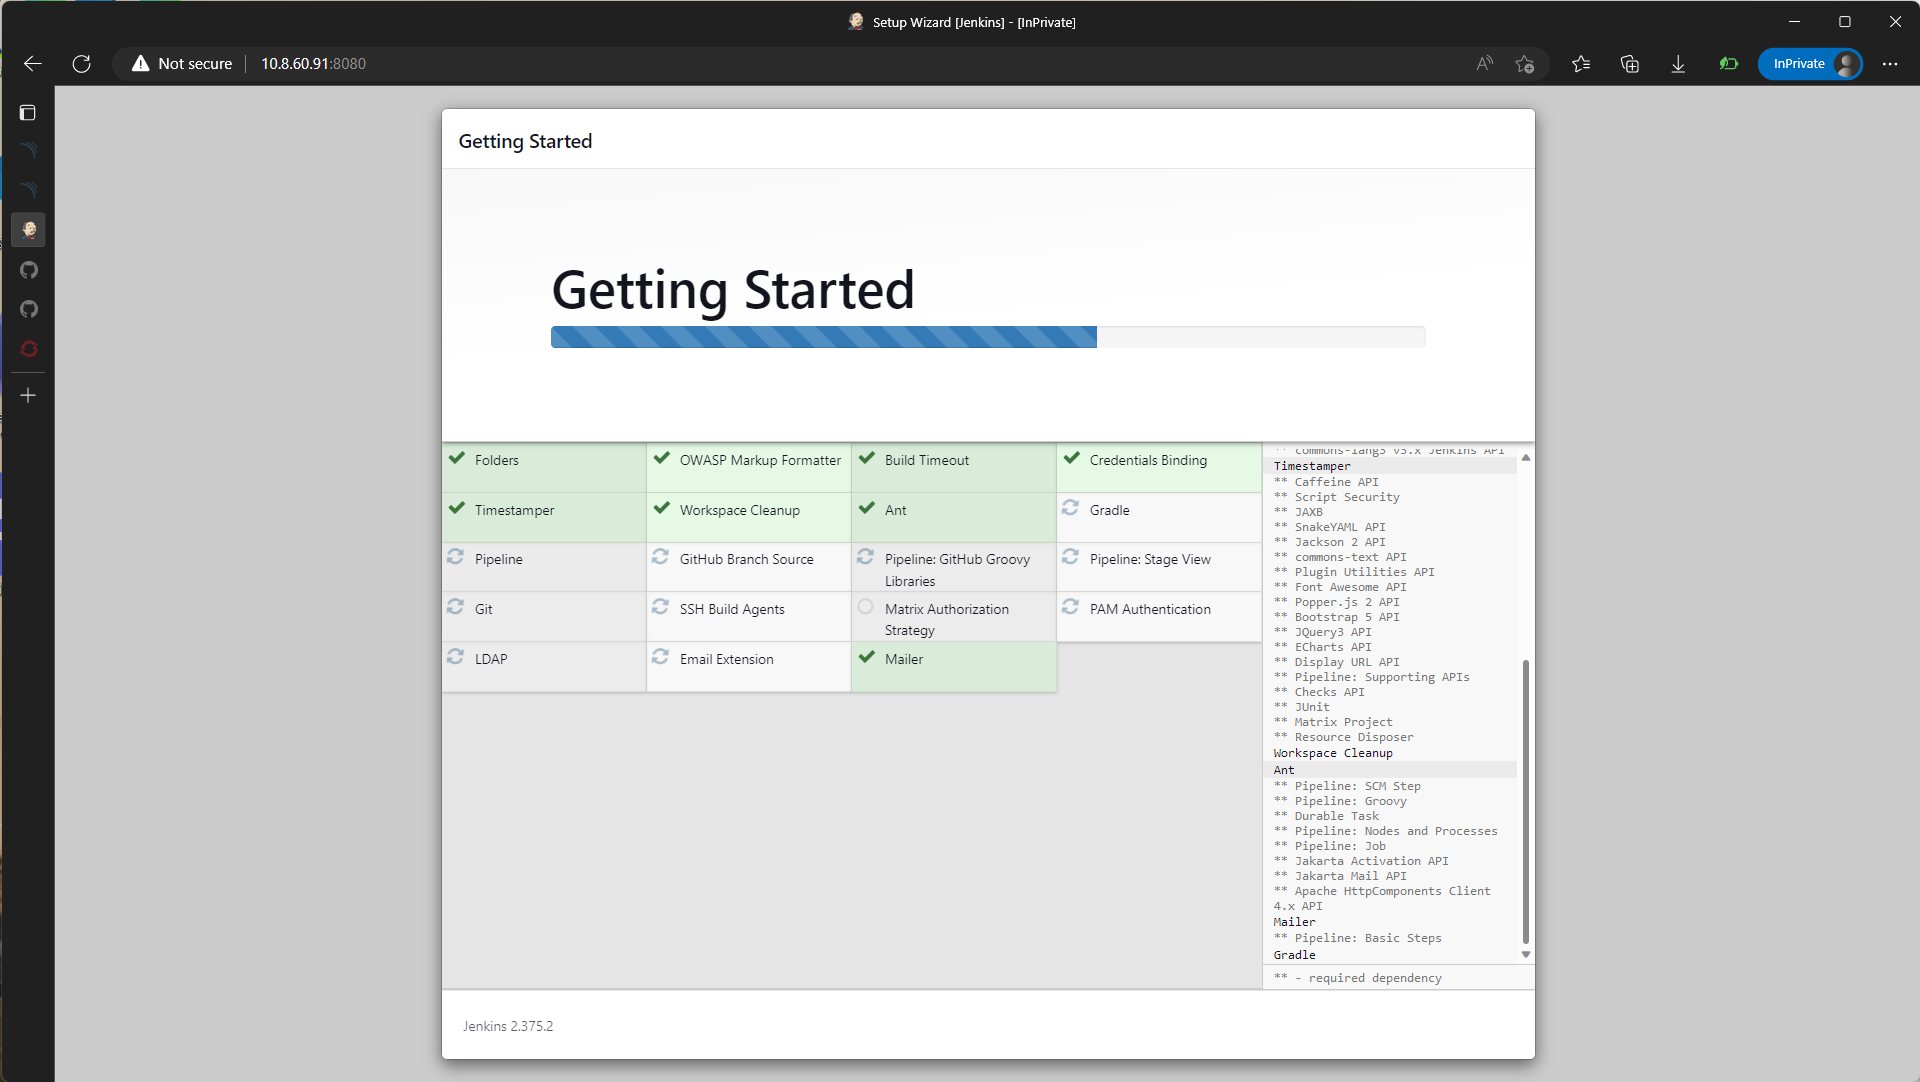 Setup Wizard [Jenkins] - [InPrivate]
Not secure
10.8.60.91:8080
InPrivate
Getting Started
Getting Started
Folders
OWASP Markup Formatter
Build Timeout
Credentials Binding
Timestamper
Workspace Cleanup
Ant
Gradle
Pipeline
GitHub Branch Source
Pipeline: GitHub Groovy
Libraries
Pipeline: Stage View
Git
SSH Build Agents
Matrix Authorization
Strategy
PAM Authentication
LDAP
Email Extension
Mailer
** commons-lang3 v3.x Jenkins API
Timestamper
** Caffeine API
** Script Security
** JAXB
** SnakeYAML API
** Jackson 2 API
** commons-text API
** Plugin Utilities API
** Font Awesome API
** Popper.js 2 API
** Bootstrap 5 API
** JQuery3 API
** ECharts API
** Display URL API
** Pipeline: Supporting APIs
** Checks API
** JUnit
** Matrix Project
** Resource Disposer
Workspace Cleanup
Ant
** Pipeline: SCM Step
** Pipeline: Groovy
** Durable Task
** Pipeline: Nodes and Processes
** Pipeline: Job
** Jakarta Activation API
** Jakarta Mail API
** Apache HttpComponents Client
4.x API
Mailer
** Pipeline: Basic Steps
Gradle
** - required dependency
Jenkins 2.375.2